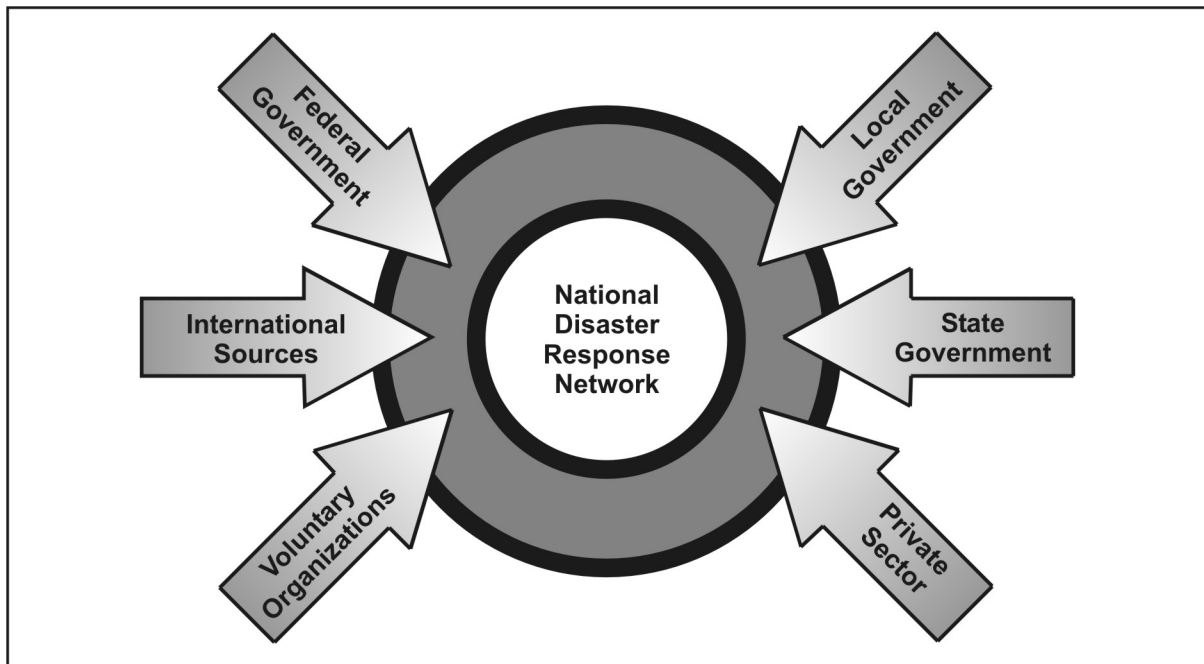 Federal
Government
Local
Government
International
Sources
National
Disaster
Response
Network
State
Government
Voluntary
Organizations
Private
Sector